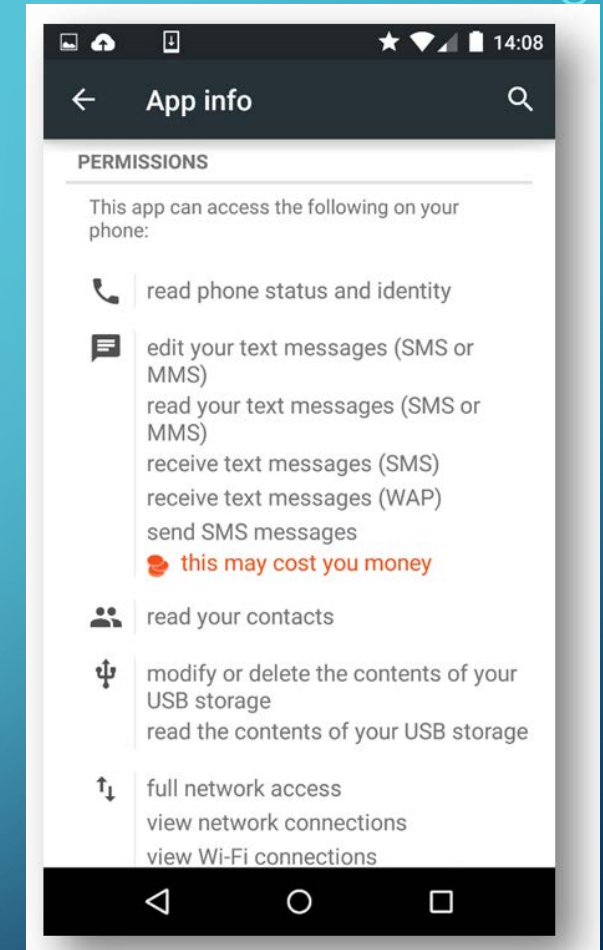 14:08
App info
PERMISSIONS
This app can access the following on your
phone:
read phone status and identity
edit your text messages (SMS or
MMS)
read your text messages (SMS or
MMS)
receive text messages (SMS)
receive text messages (WAP)
send SMS messages
this may cost you money
read your contacts
modify or delete the contents of your
USB storage
read the contents of your USB storage
full network access
view network connections
view Wi-Fi connections